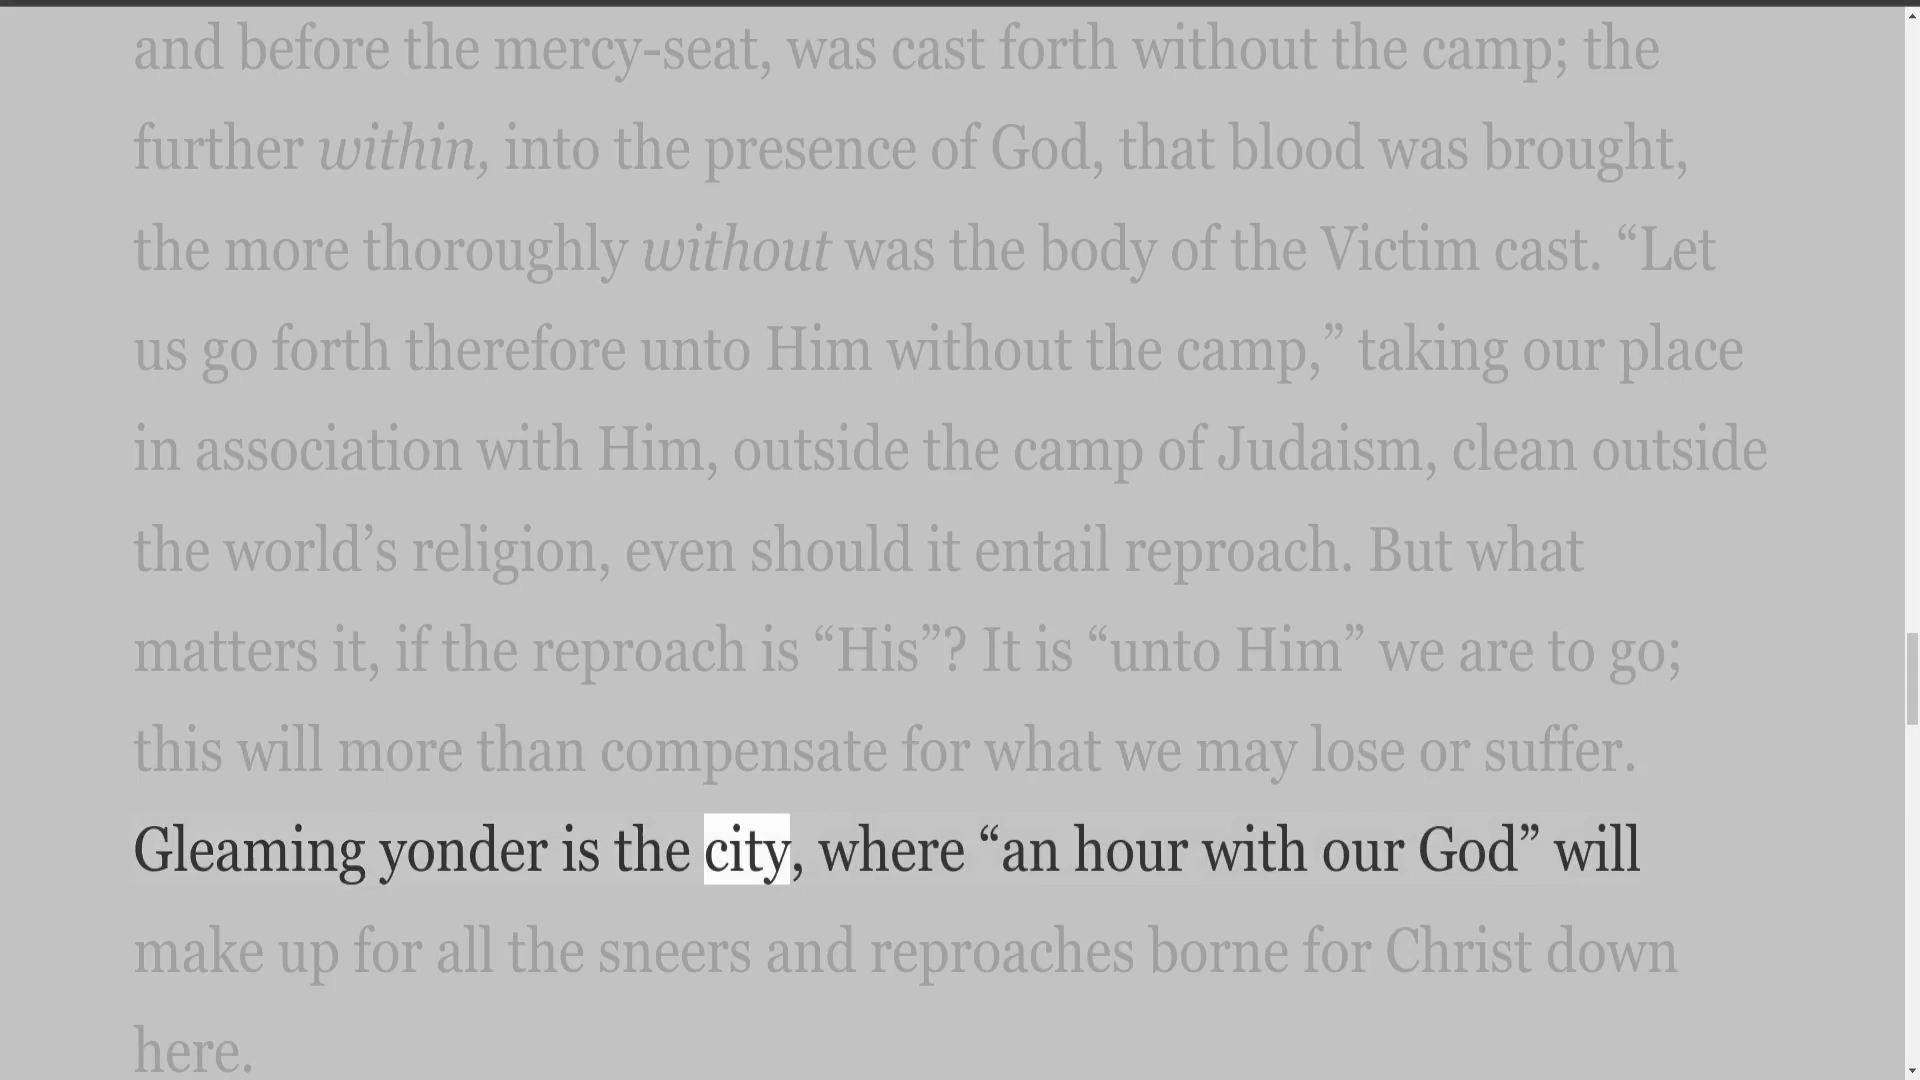 and before the mercy-seat, was cast forth without the camp; the
further within, into the presence of God, that blood was brought,
the more thoroughly without was the body of the Victim cast. “Let
us go forth therefore unto Him without the camp,” taking our place
in association with Him, outside the camp of Judaism, clean outside
the world’s religion, even should it entail reproach. But what
matters it, if the reproach is “His”? It is “unto Him” we are to go;
this will more than compensate for what we may lose or suffer.
Gleaming yonder is the city, where “an hour with our God” will
make up for all the sneers and reproaches borne for Christ down
here.